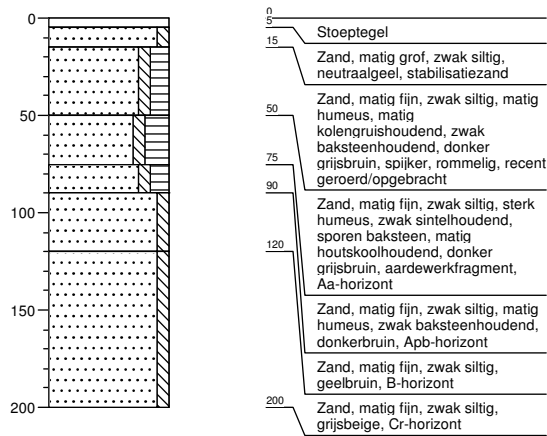 0
50
100
150
200
0
5
Stoeptegel
15
Zand, matig grof, zwak siltig,
neutraalgeel, stabilisatiezand
50
Zand, matig fijn, zwak siltig, matig
humeus, matig
kolengruishoudend, zwak
baksteenhoudend, donker
grijsbruin, spijker, rommelig, recent
geroerd/opgebracht
75
Zand, matig fijn, zwak siltig, sterk
humeus, zwak sintelhoudend,
sporen baksteen, matig
houtskoolhoudend, donker
grijsbruin, aardewerkfragment,
Aa-horizont
90
Zand, matig fijn, zwak siltig, matig
humeus, zwak baksteenhoudend,
donkerbruin, Apb-horizont
120
Zand, matig fijn, zwak siltig,
geelbruin, B-horizont
200
Zand, matig fijn, zwak siltig,
grijsbeige, Cr-horizont